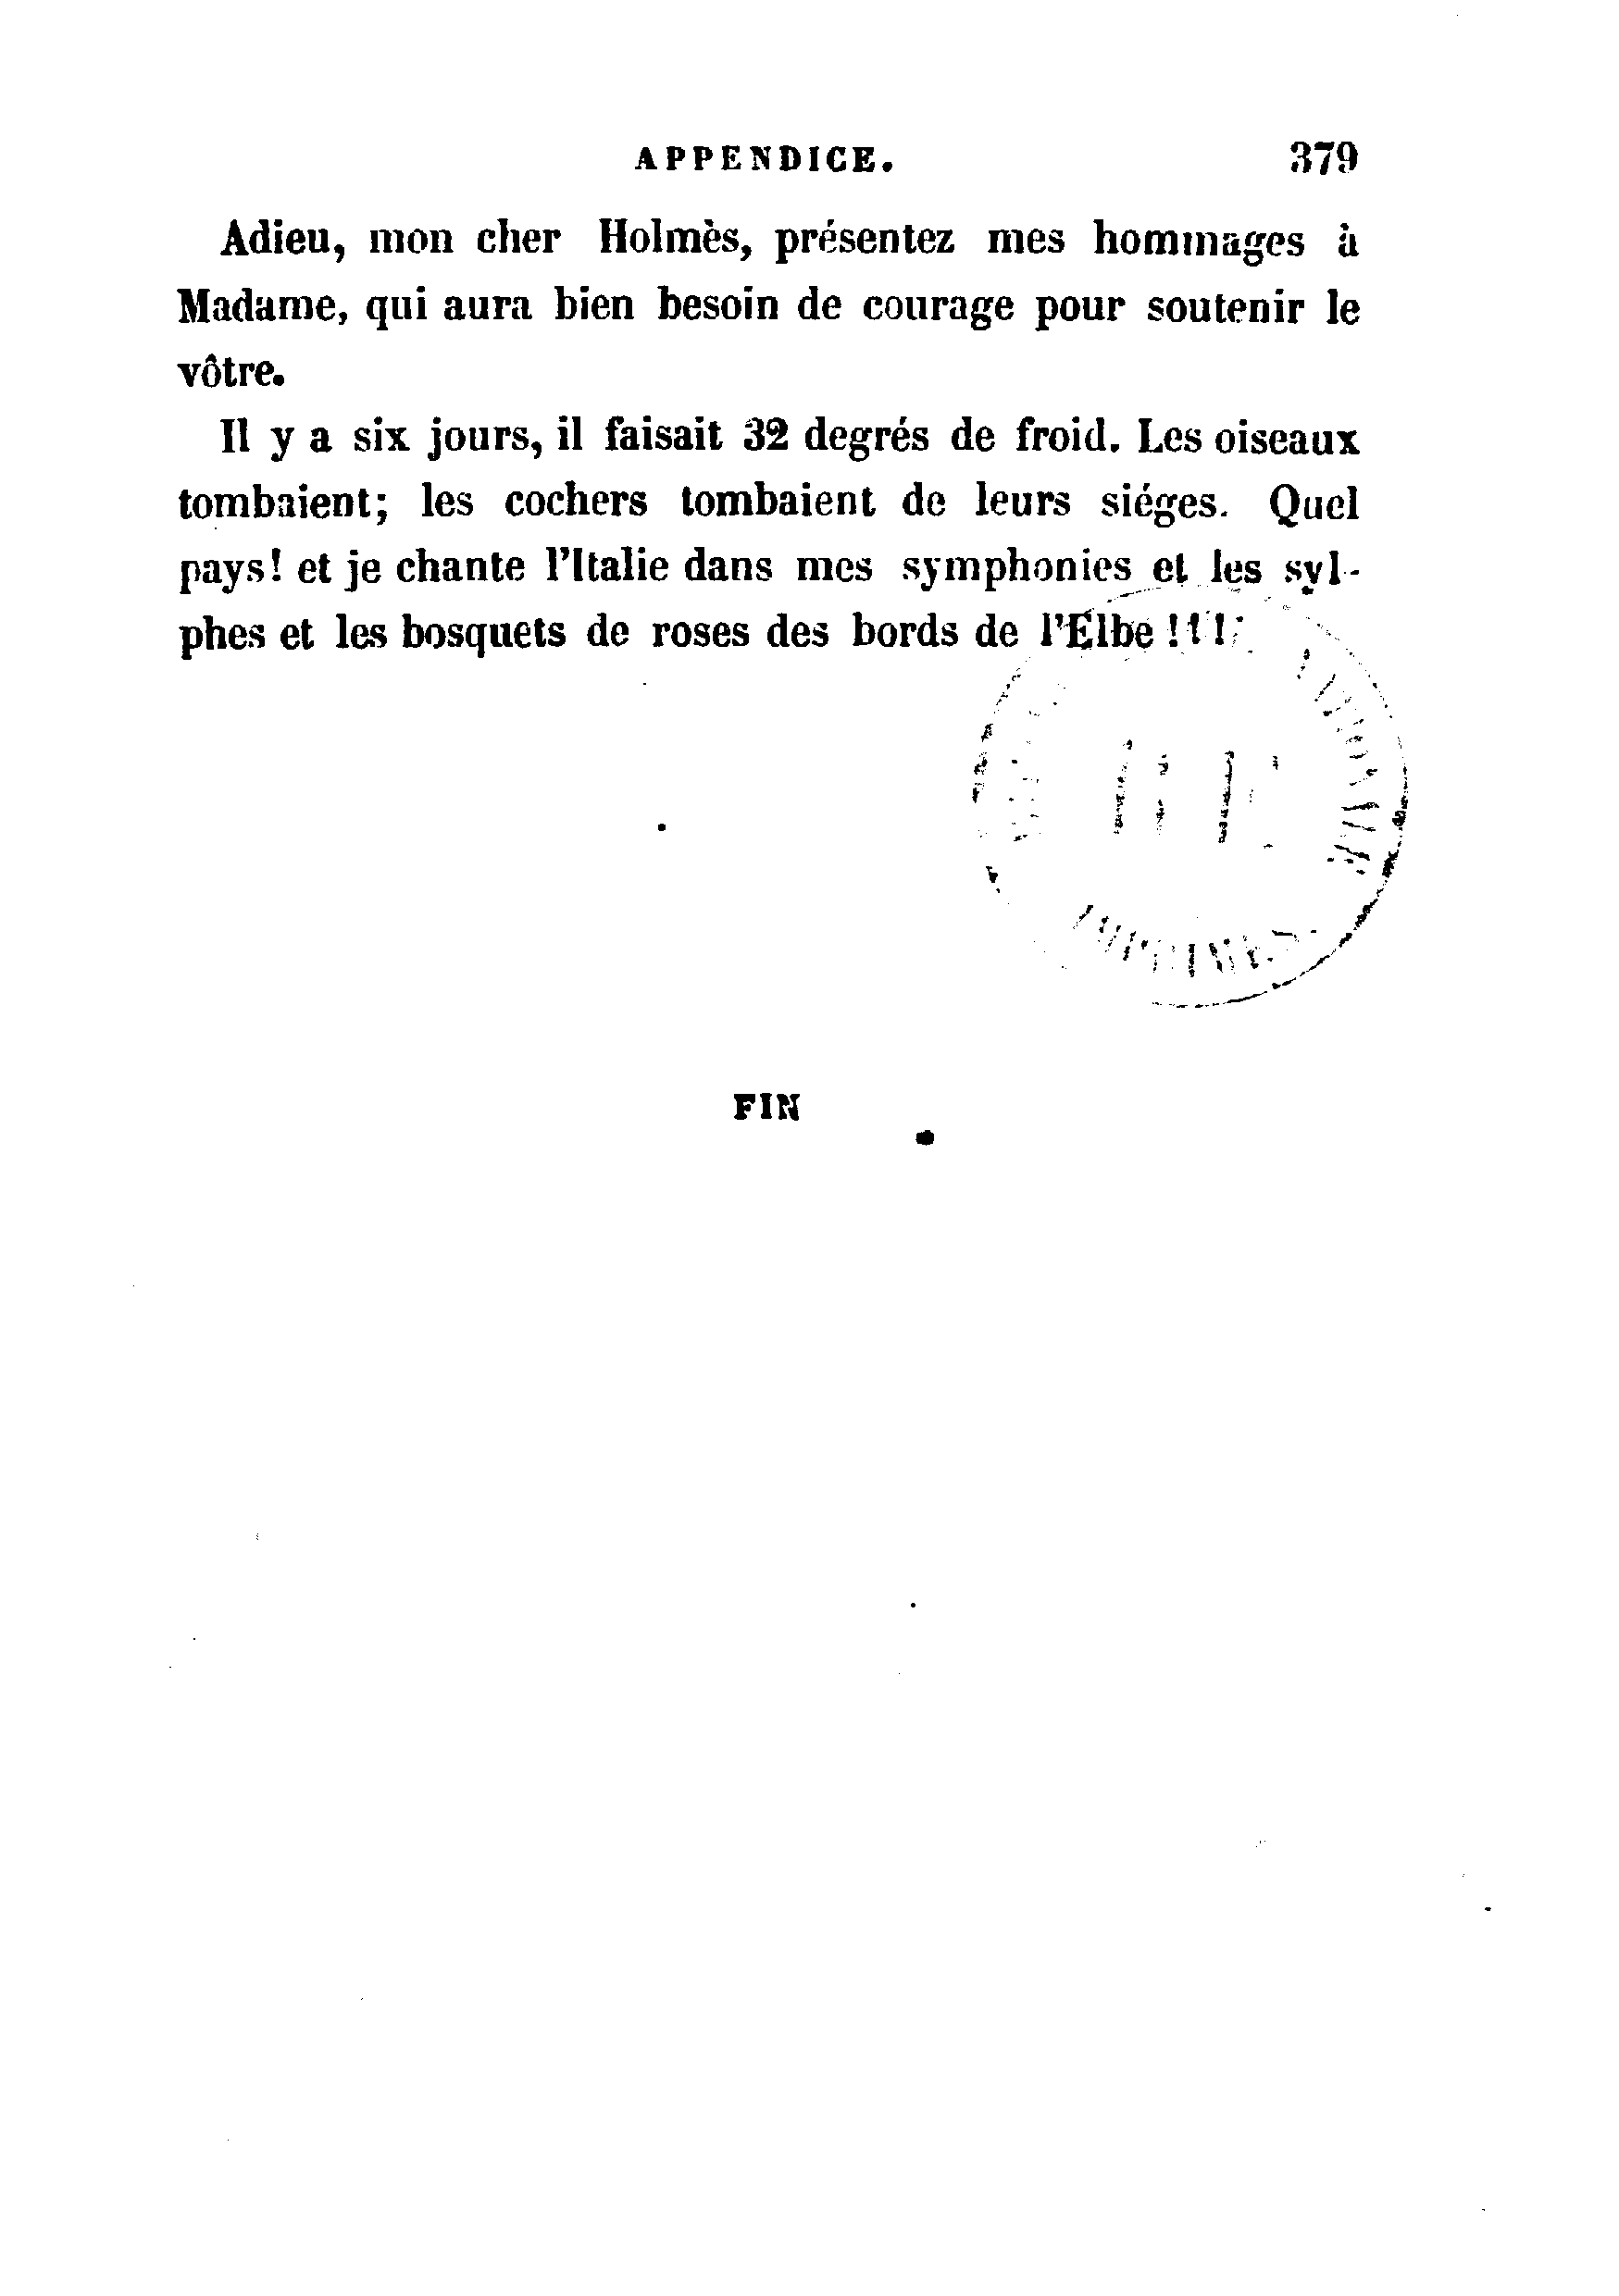 APPENDICE. 379
Adieu, mon cher Holmès, présentez mes hommages à
Madame, qui aura bien besoin de courage pour soutenir le
vôtre.
Il y a six jours, il faisait 32 degrés de froid. Les oiseaux
tombaient; les cochers tombaient de leurs siéges. Quel
pays! et je chante l'Italie dans mes symphonies et les syl-
phes et les bosquets de roses des bords de l'Élbe !!!
FIN